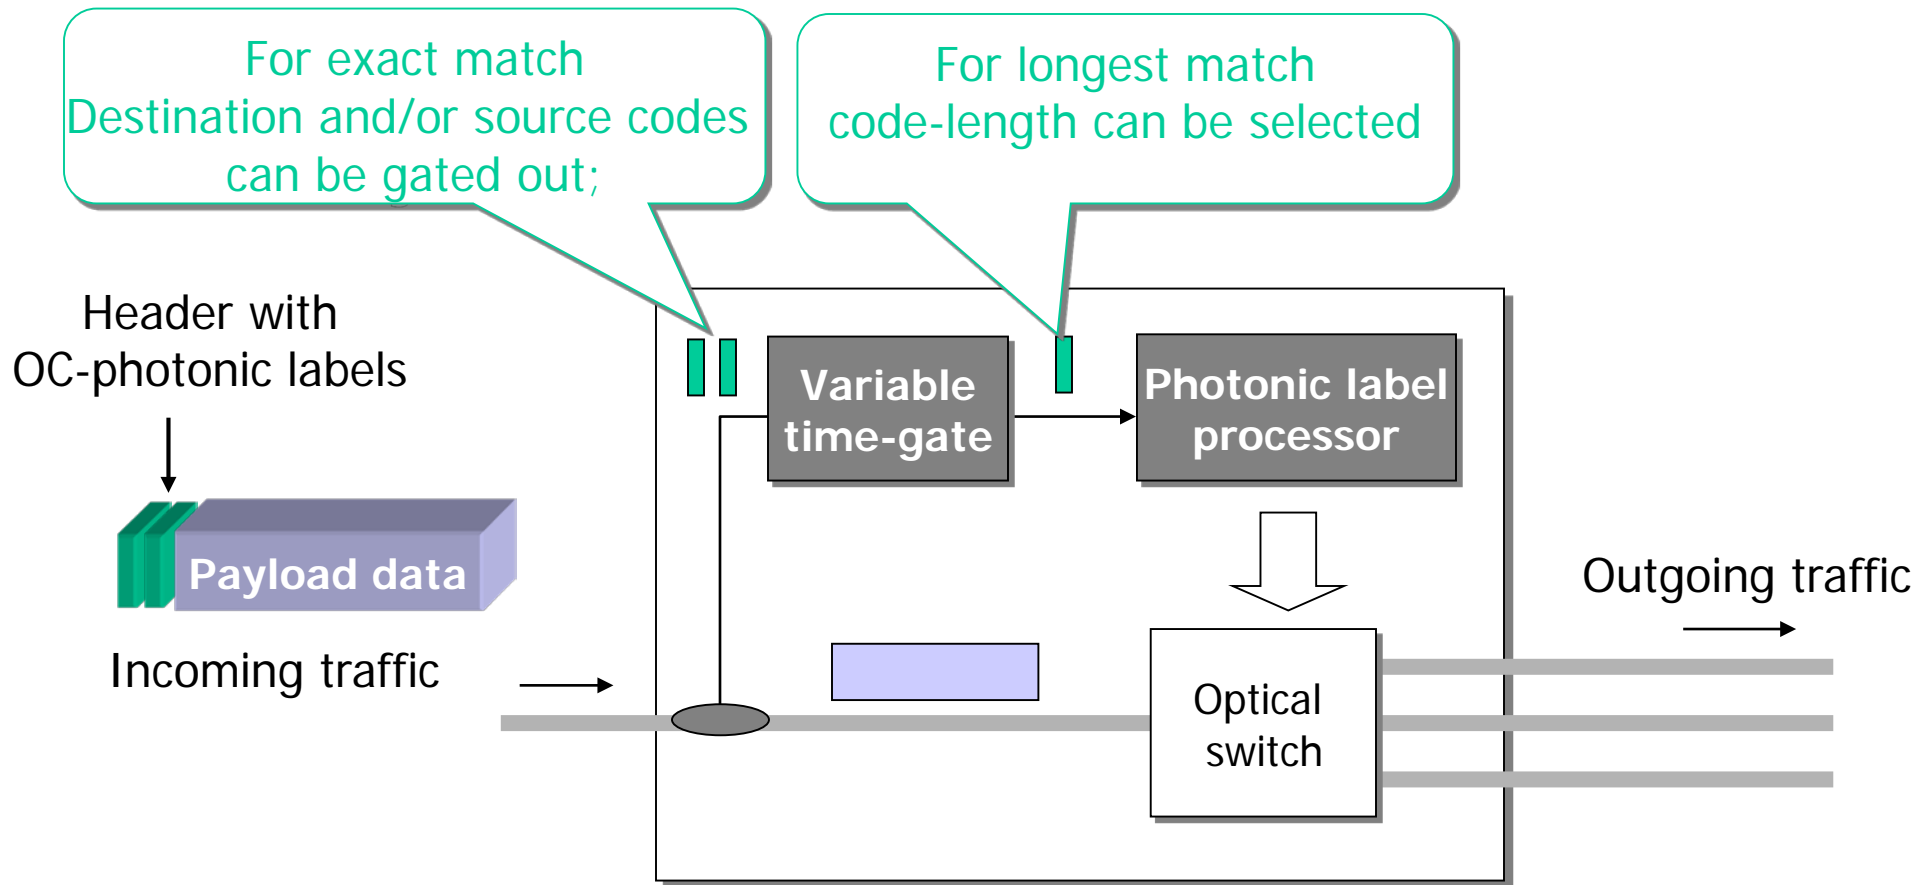 For exact match
Destination and/or source codes
can be gated out;
For longest match
code-length can be selected
Header with
OC-photonic labels
Variable
time-gate
Photonic label
processor
Payload data
Incoming traffic
Outgoing traffic
Optical
switch